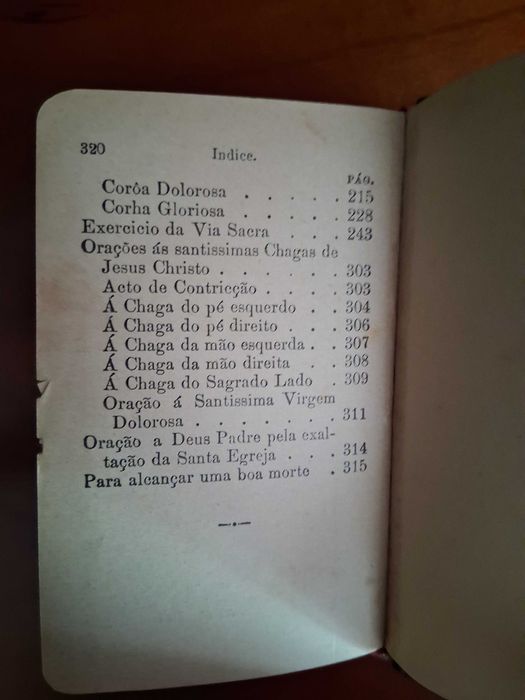 320 Indice.
PÁG.
Corôa Dolorosa . . . . . 215
Corha Gloriosa . . . . . 228
Exercicio da Via Sacra . . . 243
Orações ás santissimas Chagas de
Jesus Christo . . . . . . 303
Acto de Contricção . . . . 303
Á Chaga do pé esquerdo . . 304
Á Chaga do pé direito . . . 306
Á Chaga da mão esquerda . . 307
Á Chaga da mão direita . . 308
Á Chaga do Sagrado Lado . 309
Oração á Santissima Virgem
Dolorosa . . . . . . . 311
Oração a Deus Padre pela exal-
tação da Santa Egreja . . . 314
Para alcançar uma boa morte . 315